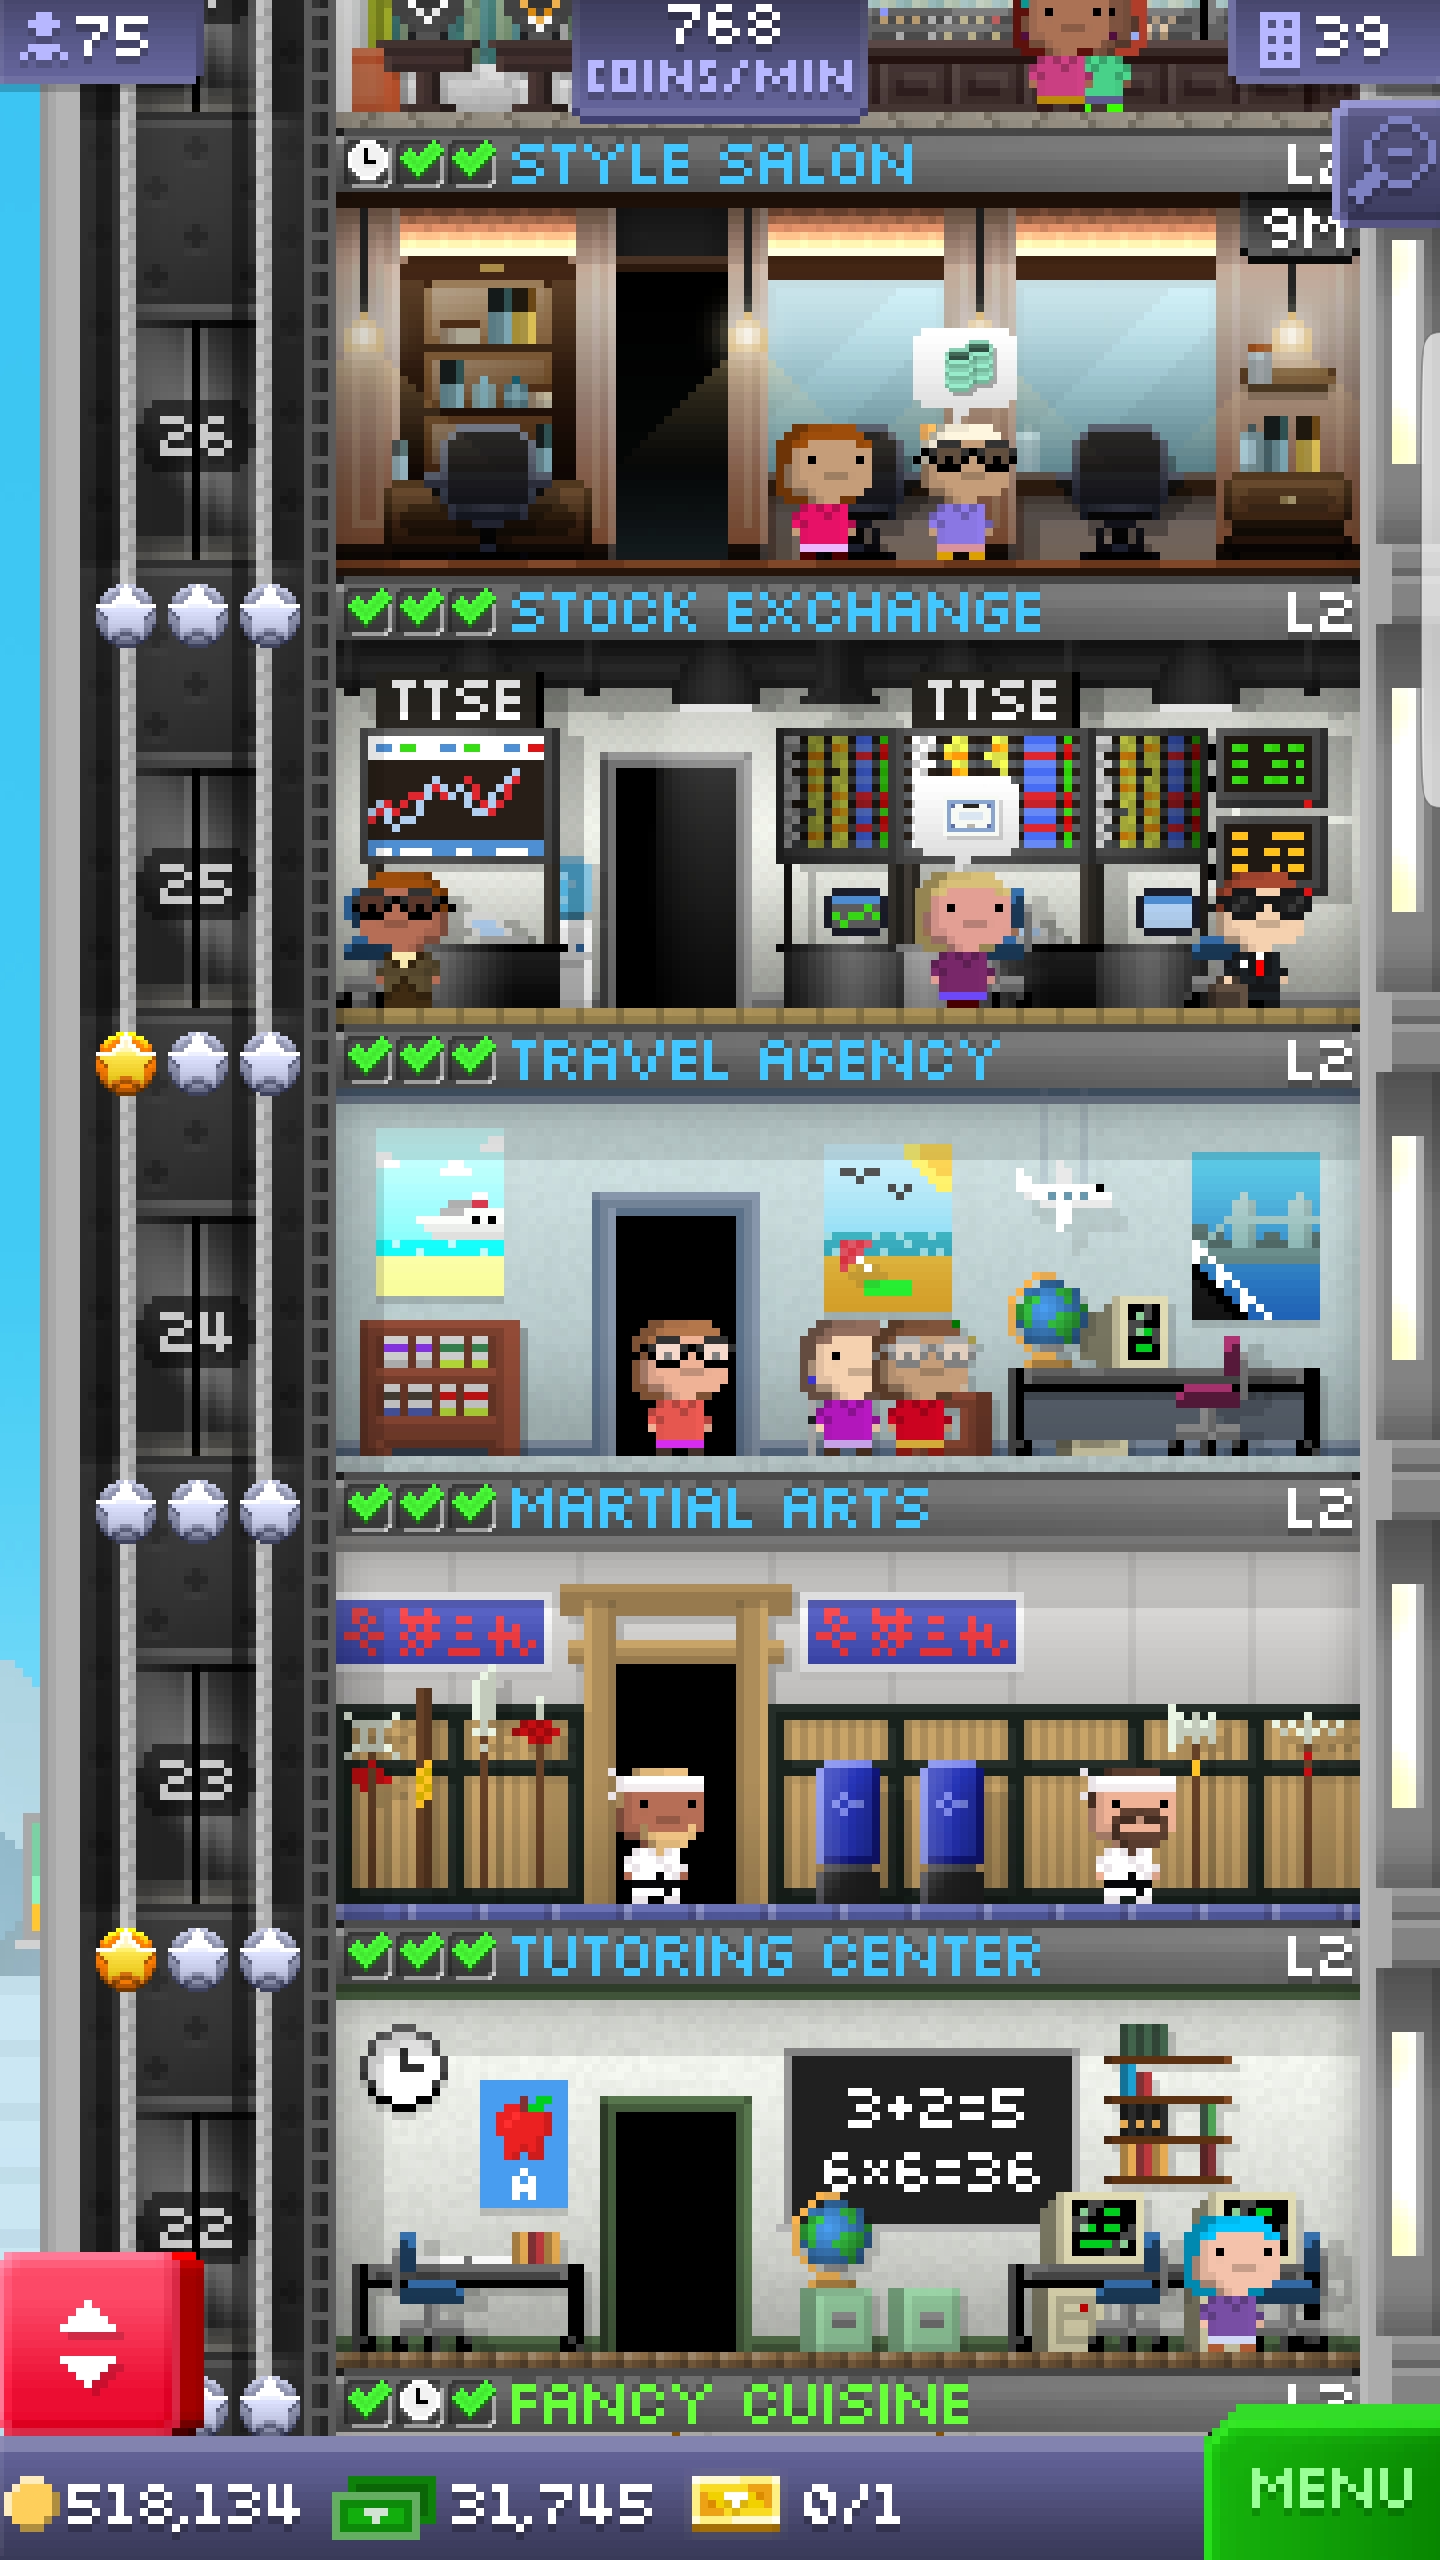 75
768
COINS/MIN
39
STYLE SALON
9M
26
STOCK EXCHANGE L2
TTSE TTSE
25
TRAVEL AGENCY L2
24
MARTIAL ARTS L2
23
TUTORING CENTER L2
3+2=5
6×6=36
A
22
FANCY CUISINE
518,134 31,745 0/1
MENU